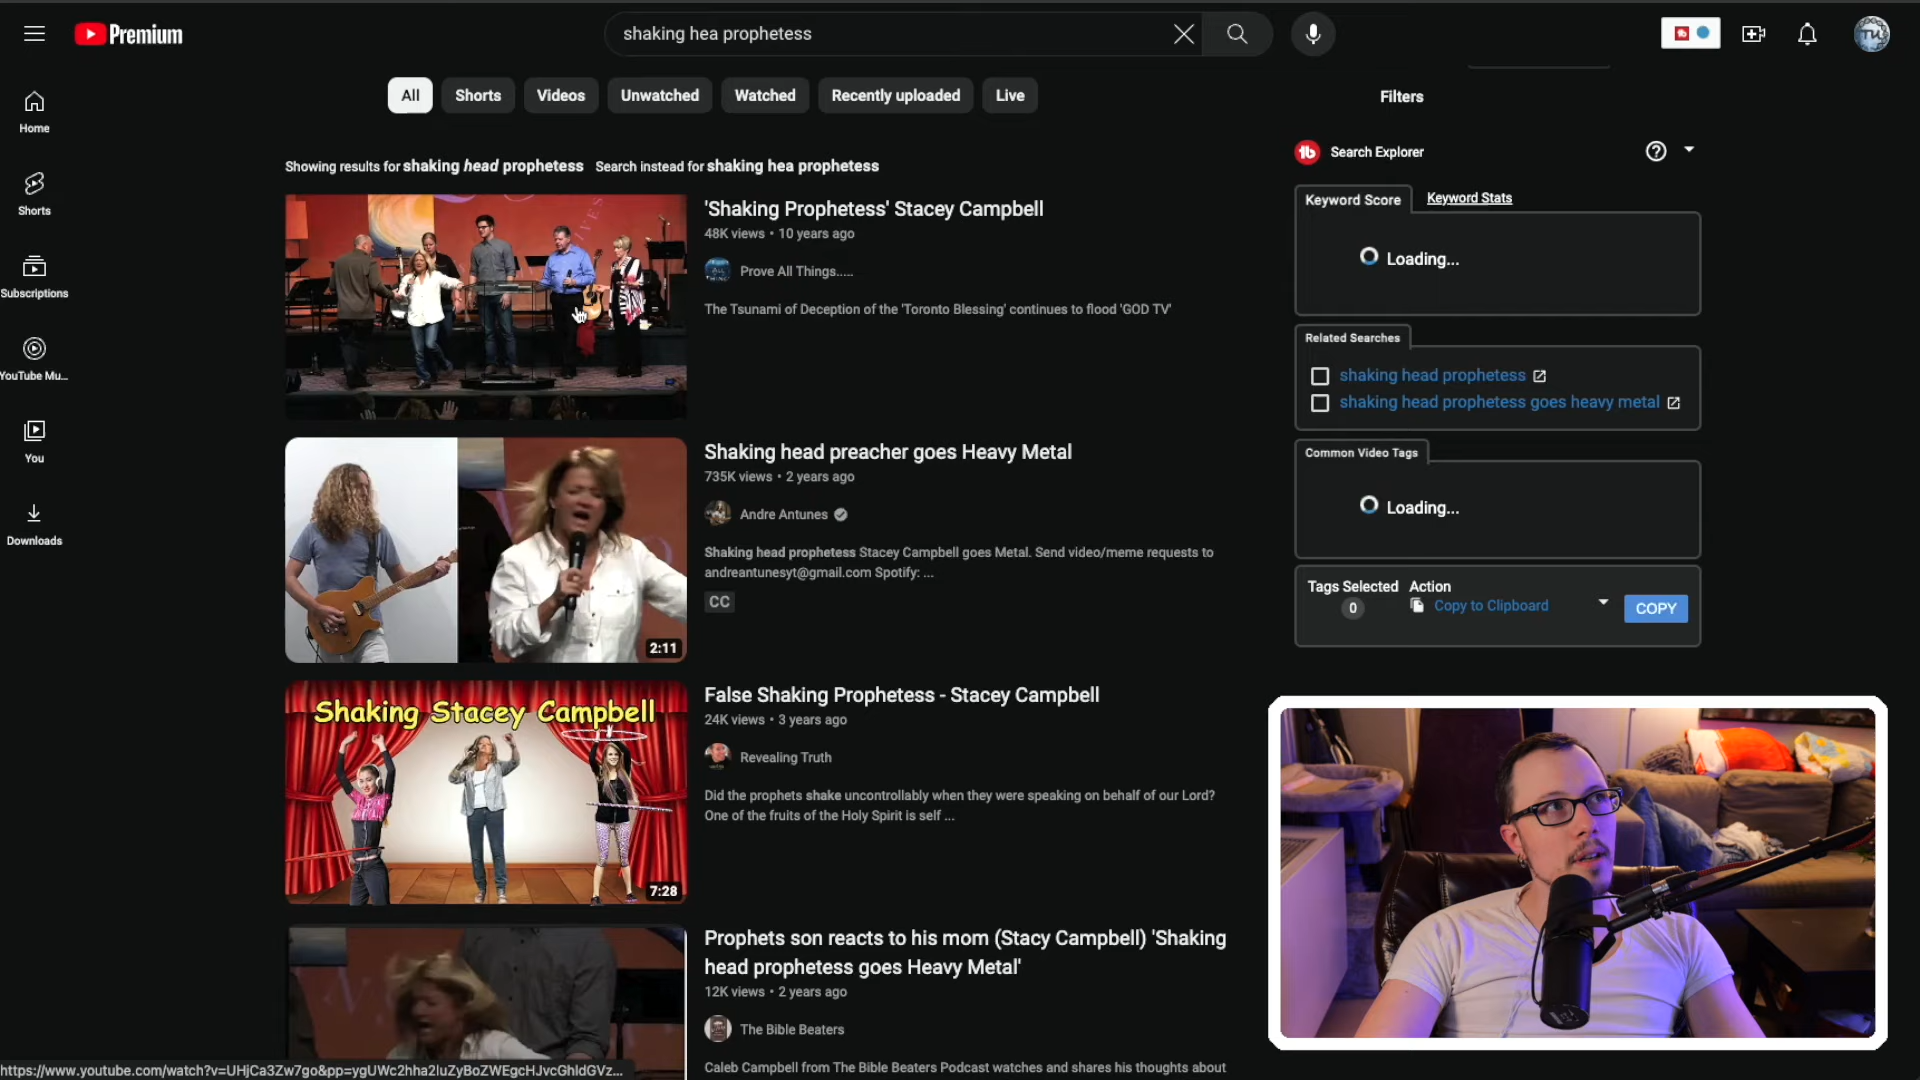 Premium
shaking hea prophetess
Home
Shorts
Subscriptions
YouTube Mu...
You
Downloads
All
Shorts
Videos
Unwatched
Watched
Recently uploaded
Live
Filters
Showing results for shaking head prophetess Search instead for shaking hea prophetess
'Shaking Prophetess' Stacey Campbell
48K views • 10 years ago
Prove All Things.....
The Tsunami of Deception of the 'Toronto Blessing' continues to flood 'GOD TV'
Shaking head preacher goes Heavy Metal
735K views • 2 years ago
Andre Antunes
Shaking head prophetess Stacey Campbell goes Metal. Send video/meme requests to
andreantunesyt@gmail.com Spotify: ...
CC
2:11
Shaking Stacey Campbell
7:28
False Shaking Prophetess - Stacey Campbell
24K views • 3 years ago
Revealing Truth
Did the prophets shake uncontrollably when they were speaking on behalf of our Lord?
One of the fruits of the Holy Spirit is self ...
Prophets son reacts to his mom (Stacy Campbell) 'Shaking
head prophetess goes Heavy Metal'
12K views • 2 years ago
The Bible Beaters
Caleb Campbell from The Bible Beaters Podcast watches and shares his thoughts about
Search Explorer
Keyword Score
Keyword Stats
Loading...
Related Searches
shaking head prophetess
shaking head prophetess goes heavy metal
Common Video Tags
Loading...
Tags Selected
0
Action
Copy to Clipboard
COPY